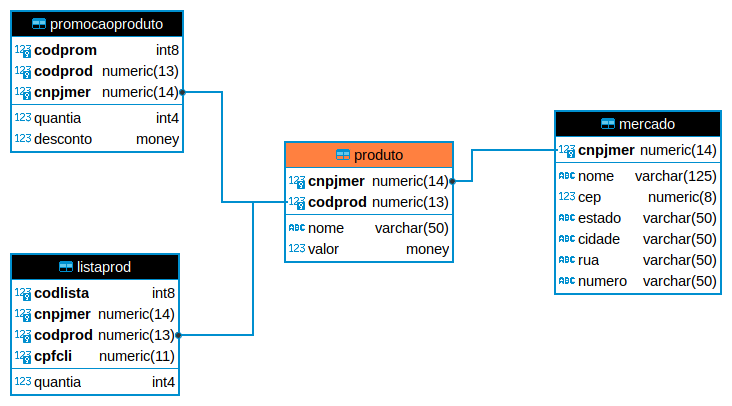 promocaoproduto
123 codprom int8
123 codprod numeric(13)
123 cnpjmer numeric(14)
123 quantia int4
123 desconto money
produto
123 cnpjmer numeric(14)
123 codprod numeric(13)
ABC nome varchar(50)
123 valor money
mercado
123 cnpjmer numeric(14)
ABC nome varchar(125)
123 cep numeric(8)
ABC estado varchar(50)
ABC cidade varchar(50)
ABC rua varchar(50)
ABC numero varchar(50)
listaprod
123 codlista int8
123 cnpjmer numeric(14)
123 codprod numeric(13)
123 cpfcli numeric(11)
123 quantia int4